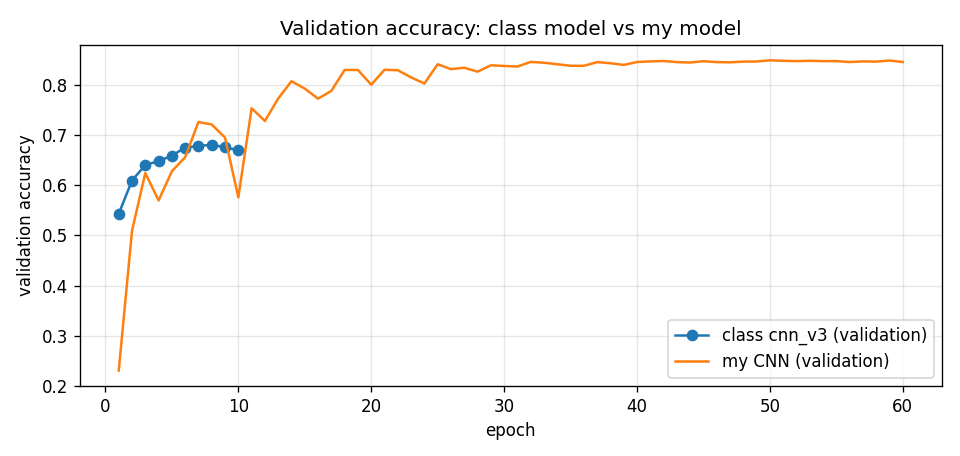 Validation accuracy: class model vs my model
validation accuracy
0.8
0.7
0.6
0.5
0.4
0.3
0.2
class cnn_v3 (validation)
my CNN (validation)
0 10 20 30 40 50 60
epoch